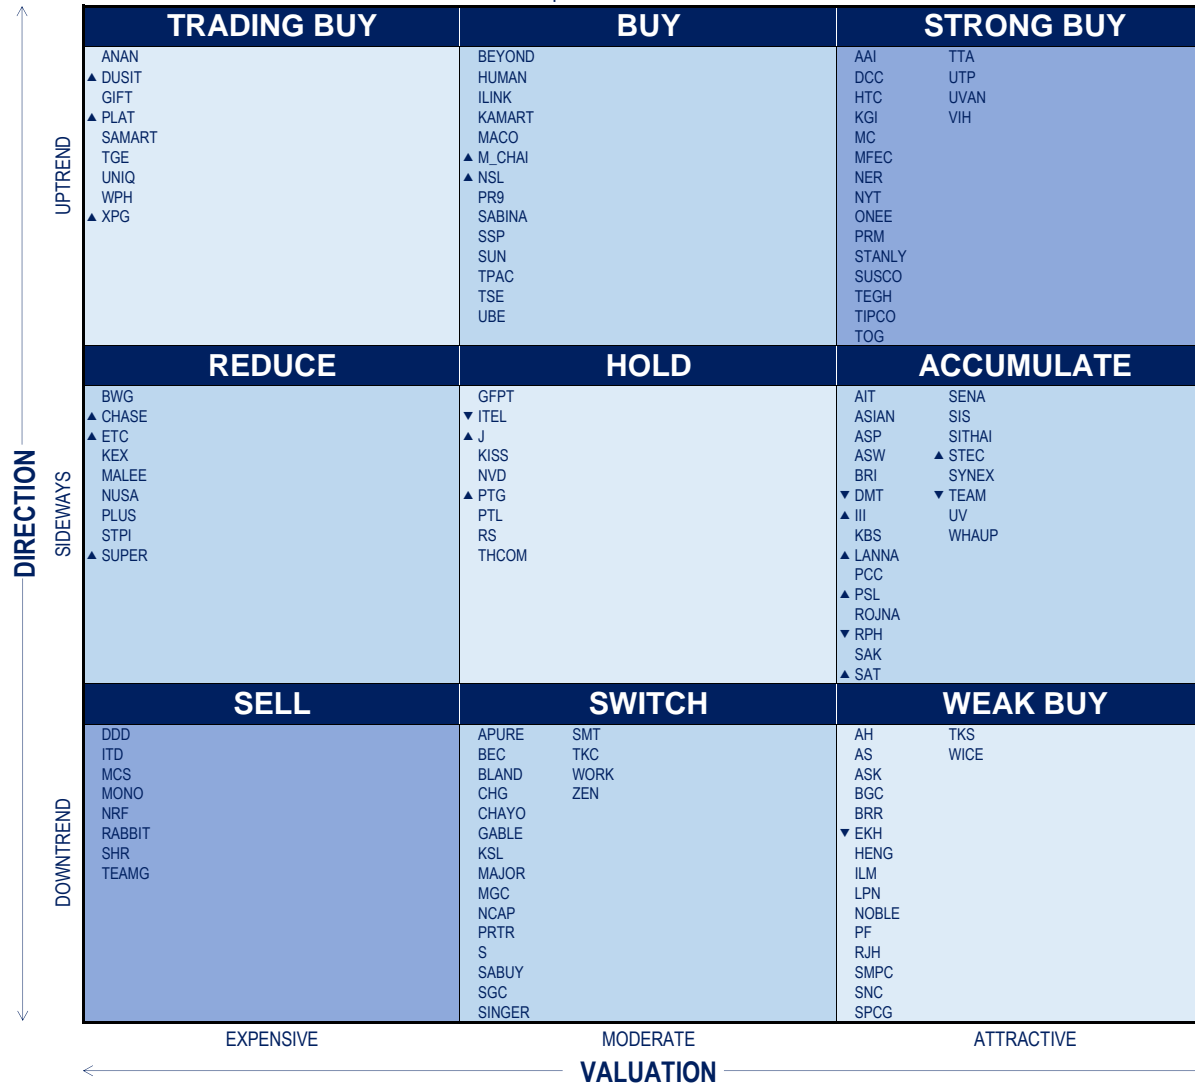 TRADING BUY
ANAN
▲ DUSIT
GIFT
▲ PLAT
SAMART
TGE
UNIQ
WPH
▲ XPG
BUY
BEYOND
HUMAN
ILINK
KAMART
MACO
▲ M_CHAI
▲ NSL
PR9
SABINA
SSP
SUN
TPAC
TSE
UBE
STRONG BUY
AAI
DCC
HTC
KGI
MC
MFEC
NER
NYT
ONEE
PRM
STANLY
SUSCO
TEGH
TIPCO
TOG
TTA
UTP
UVAN
VIH
UPTREND
REDUCE
BWG
▲ CHASE
▲ ETC
KEX
MALEE
NUSA
PLUS
STPI
▲ SUPER
HOLD
GFPT
▼ ITEL
▲ J
KISS
NVD
▲ PTG
PTL
RS
THCOM
ACCUMULATE
AIT
ASIAN
ASP
ASW
BRI
▼ DMT
▲ III
KBS
▲ LANNA
PCC
▲ PSL
ROJNA
▼ RPH
SAK
▲ SAT
SENA
SIS
SITHAI
▲ STEC
SYNEX
▼ TEAM
UV
WHAUP
DIRECTION
SIDEWAYS
SELL
DDD
ITD
MCS
MONO
NRF
RABBIT
SHR
TEAMG
SWITCH
APURE
BEC
BLAND
CHG
CHAYO
GABLE
KSL
MAJOR
MGC
NCAP
PRTR
S
SABUY
SGC
SINGER
SMT
TKC
WORK
ZEN
WEAK BUY
AH
AS
ASK
BGC
BRR
▼ EKH
HENG
ILM
LPN
NOBLE
PF
RJH
SMPC
SNC
SPCG
TKS
WICE
DOWNTREND
EXPENSIVE
MODERATE
ATTRACTIVE
VALUATION